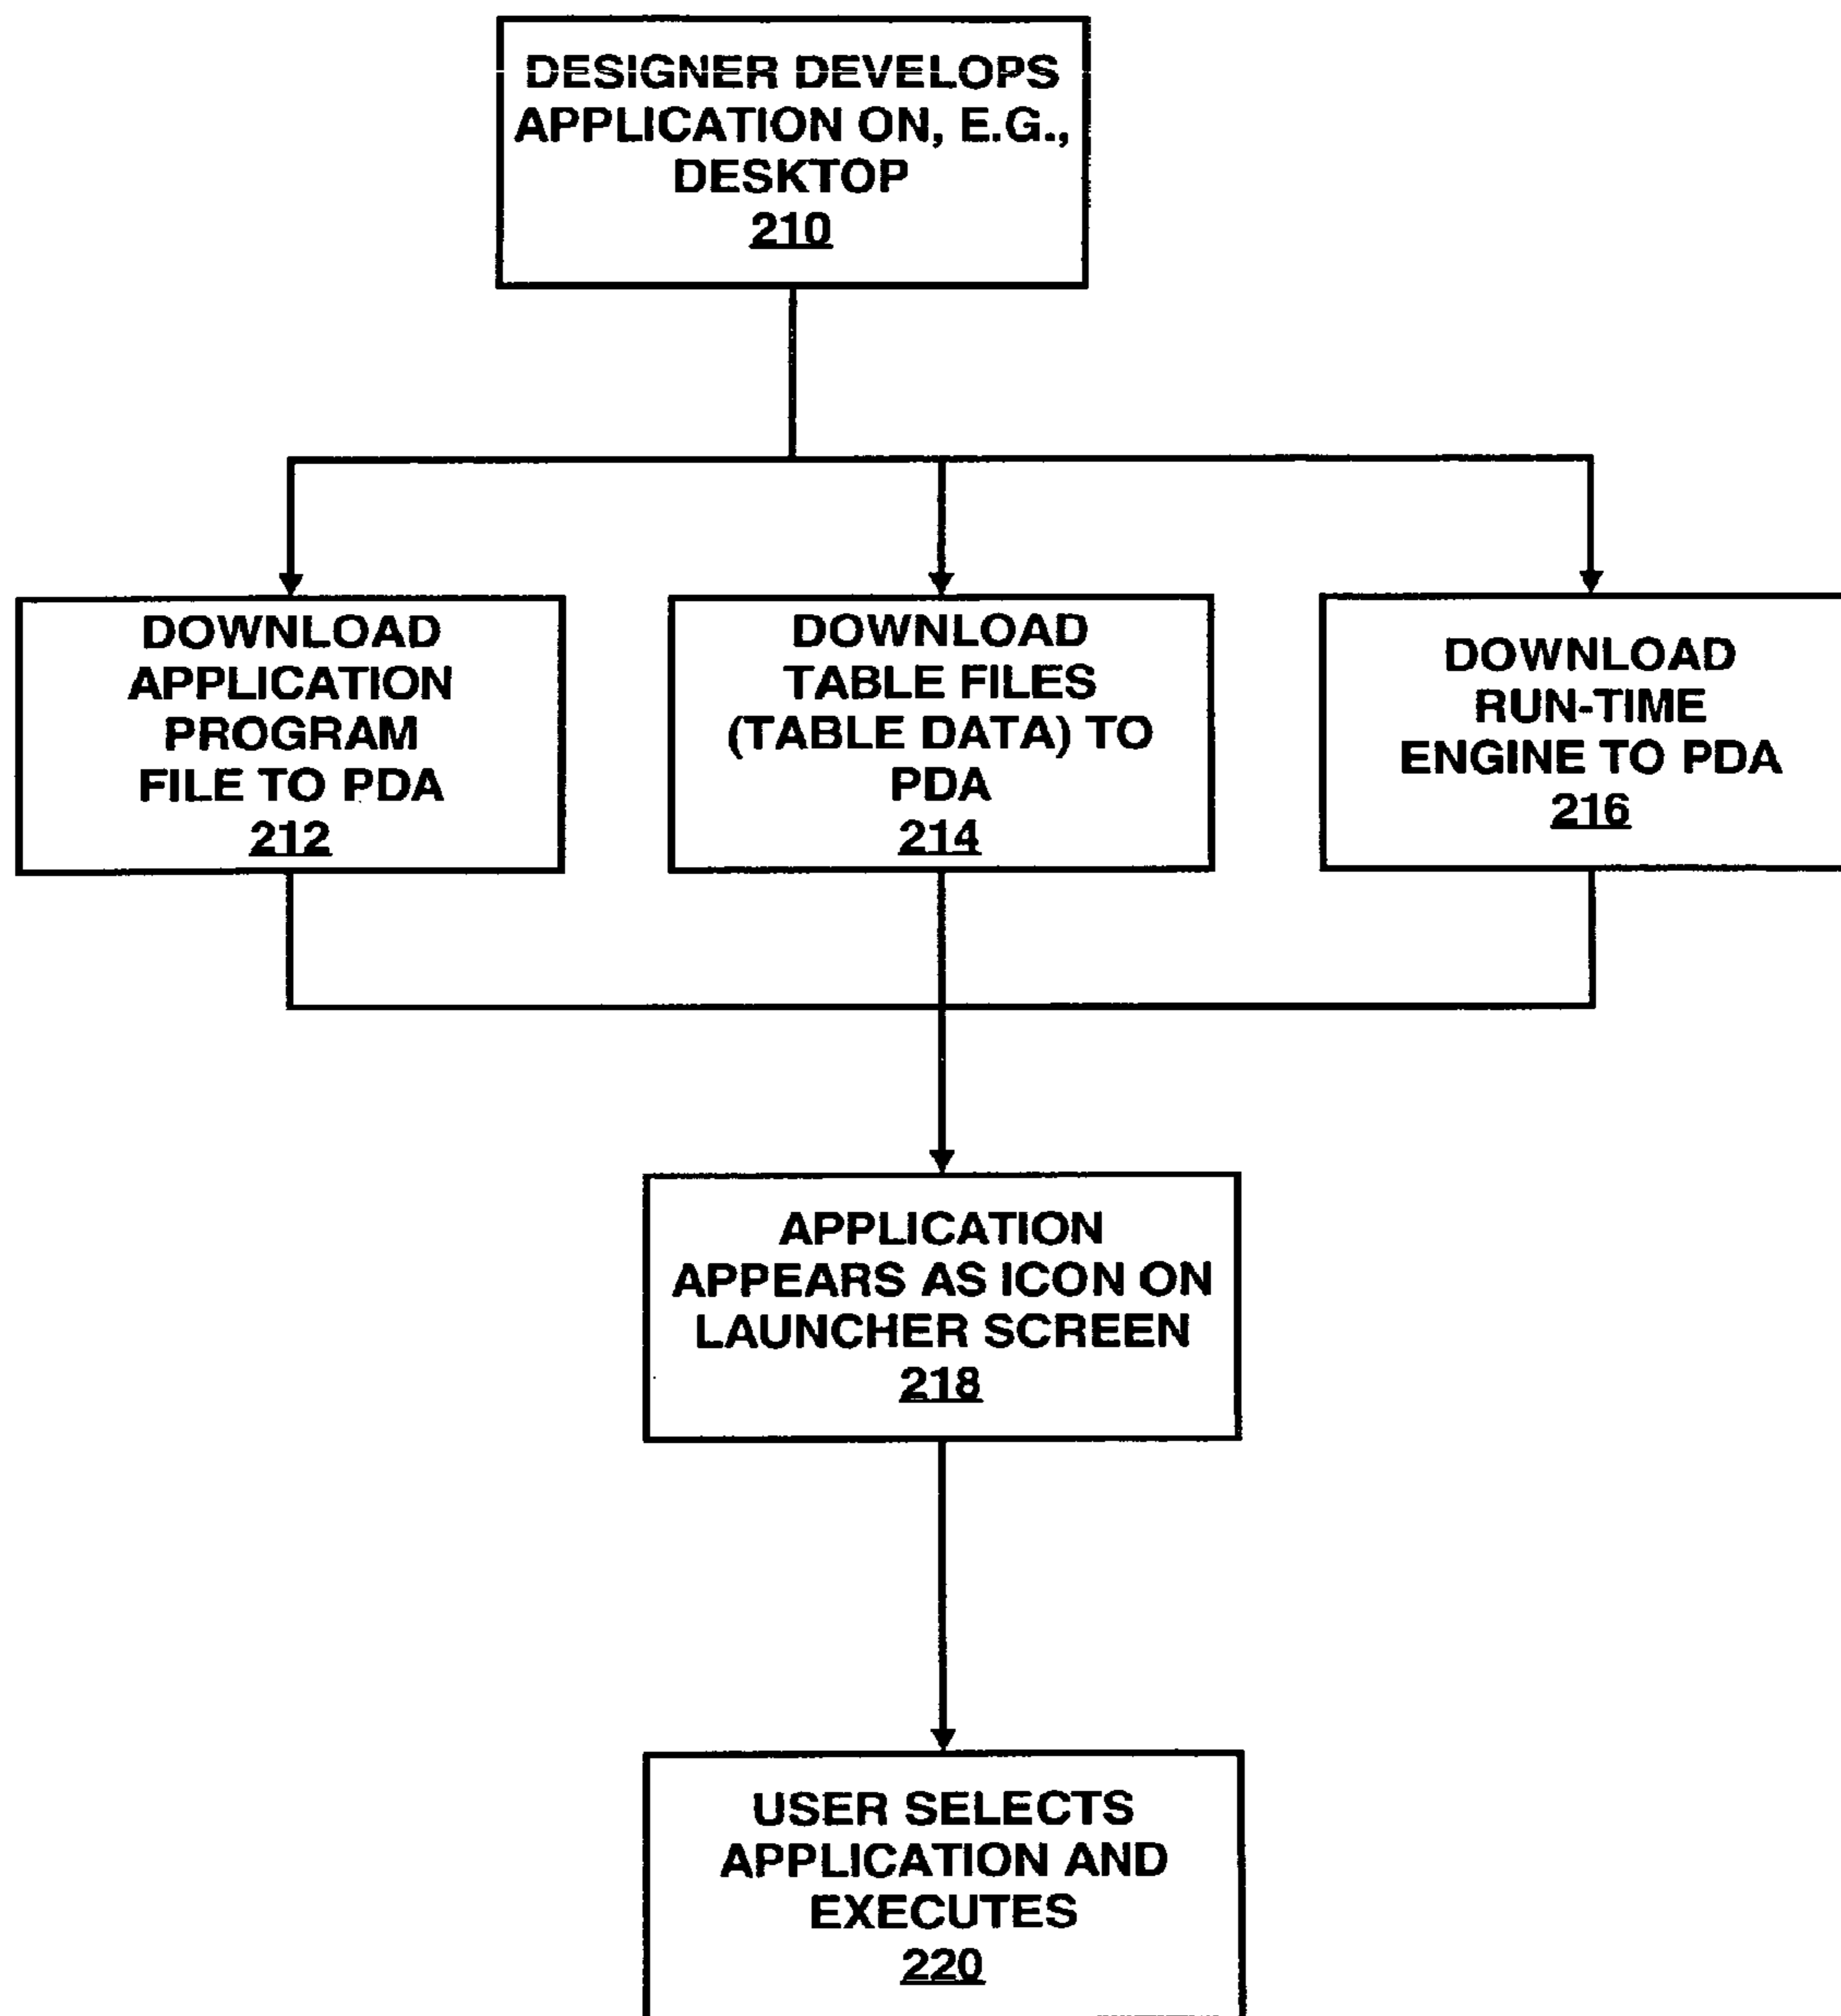 DESIGNER DEVELOPS
APPLICATION ON, E.G.,
DESKTOP
210
DOWNLOAD
APPLICATION
PROGRAM
FILE TO PDA
212
DOWNLOAD
TABLE FILES
(TABLE DATA) TO
PDA
214
DOWNLOAD
RUN-TIME
ENGINE TO PDA
216
APPLICATION
APPEARS AS ICON ON
LAUNCHER SCREEN
218
USER SELECTS
APPLICATION AND
EXECUTES
220